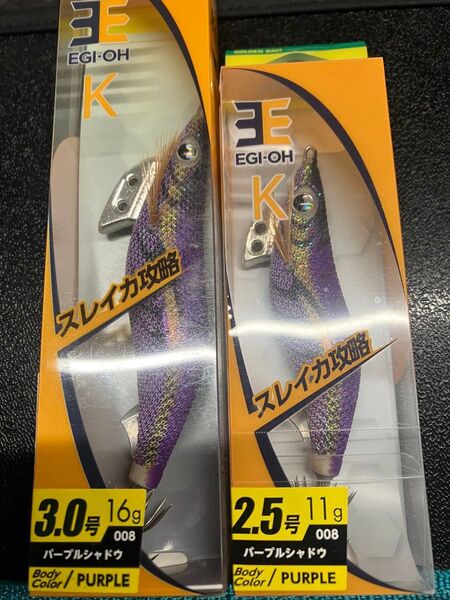 EGI-OH
K
スレイカ攻略
3.0号 16g
008
パープルシャドウ
Body Color / PURPLE
GOLDEN BAIT
EGI-OH
K
スレイカ攻略
2.5号 11g
008
パープルシャドウ
Body Color / PURPLE